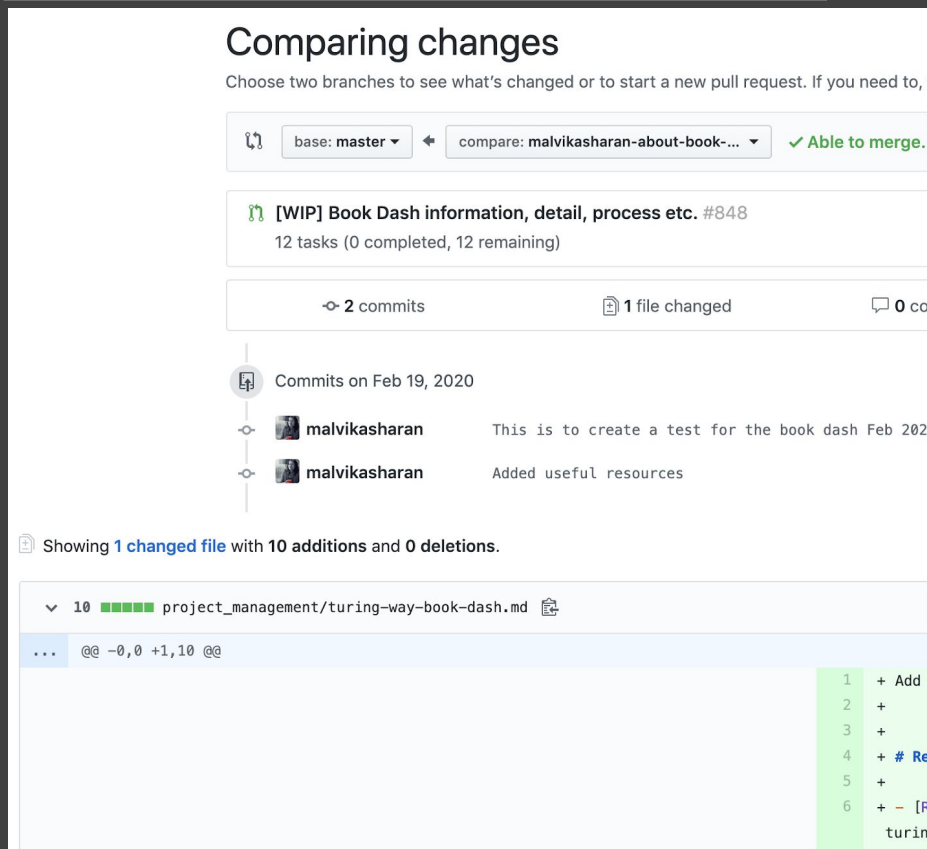 Comparing changes
Choose two branches to see what's changed or to start a new pull request. If you need to,
base: master compare: malvikasharan-about-book-... Able to merge.
[WIP] Book Dash information, detail, process etc. #848
12 tasks (0 completed, 12 remaining)
2 commits 1 file changed 0 co
Commits on Feb 19, 2020
malvikasharan This is to create a test for the book dash Feb 202
malvikasharan Added useful resources
Showing 1 changed file with 10 additions and 0 deletions.
10 project_management/turing-way-book-dash.md
... @@ -0,0 +1,10 @@
1 + Add
2 +
3 +
4 + # Re
5 +
6 + - [R
turin